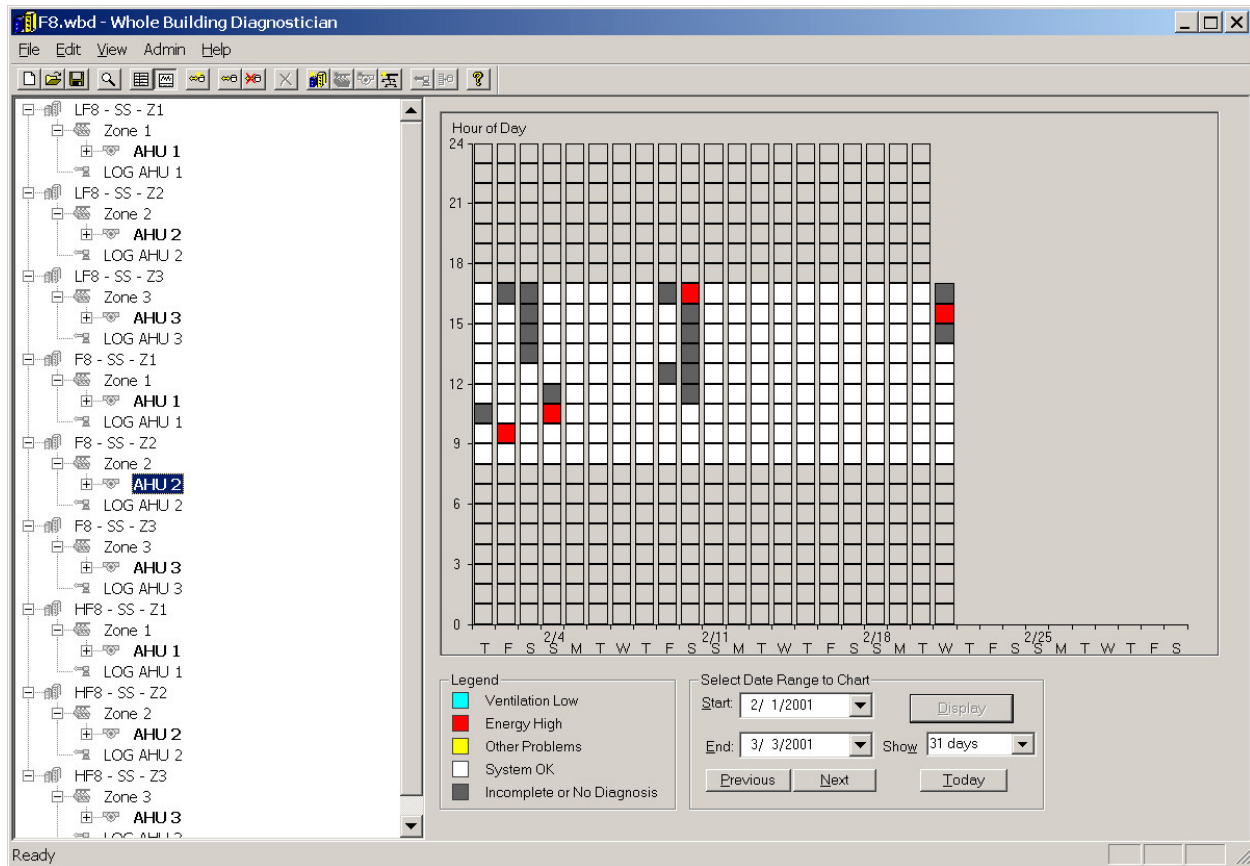 F8.wbd - Whole Building Diagnostician
File Edit View Admin Help
LF8 - SS - Z1
Zone 1
AHU 1
LOG AHU 1
LF8 - SS - Z2
Zone 2
AHU 2
LOG AHU 2
LF8 - SS - Z3
Zone 3
AHU 3
LOG AHU 3
F8 - SS - Z1
Zone 1
AHU 1
LOG AHU 1
F8 - SS - Z2
Zone 2
AHU 2
LOG AHU 2
F8 - SS - Z3
Zone 3
AHU 3
LOG AHU 3
HF8 - SS - Z1
Zone 1
AHU 1
LOG AHU 1
HF8 - SS - Z2
Zone 2
AHU 2
LOG AHU 2
HF8 - SS - Z3
Zone 3
AHU 3
LOG AHU 3
Hour of Day
24
21
18
15
12
9
6
3
0
2/4 2/11 2/18 2/25
T F S S M T W T F S S M T W T F S S M T W T F S S M T W T F S
Legend
Ventilation Low
Energy High
Other Problems
System OK
Incomplete or No Diagnosis
Select Date Range to Chart
Start: 2/ 1/2001 Display
End: 3/ 3/2001 Show 31 days
Previous Next Today
Ready